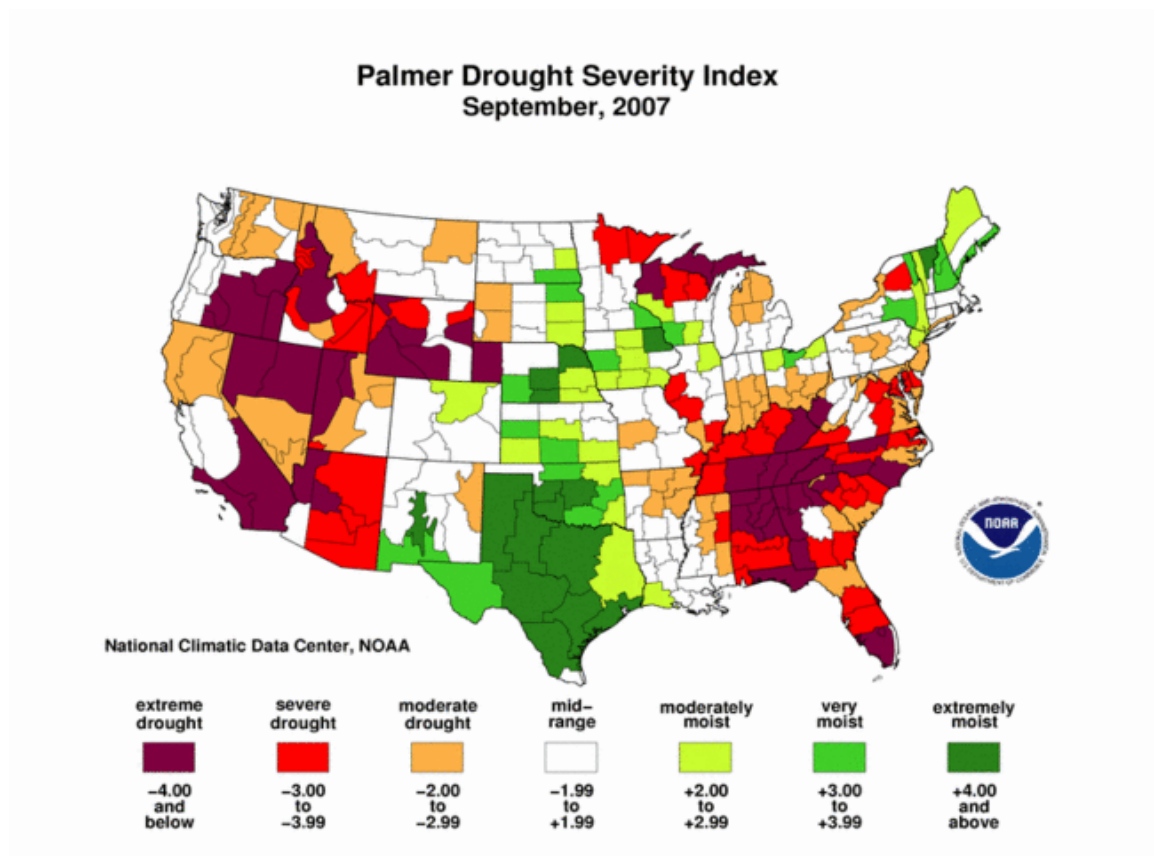 Palmer Drought Severity Index
September, 2007
NOAA
National Climatic Data Center, NOAA
extreme drought
severe drought
moderate drought
mid-range
moderately moist
very moist
extremely moist
-4.00 and below
-3.00 to -3.99
-2.00 to -2.99
-1.99 to +1.99
+2.00 to +2.99
+3.00 to +3.99
+4.00 and above